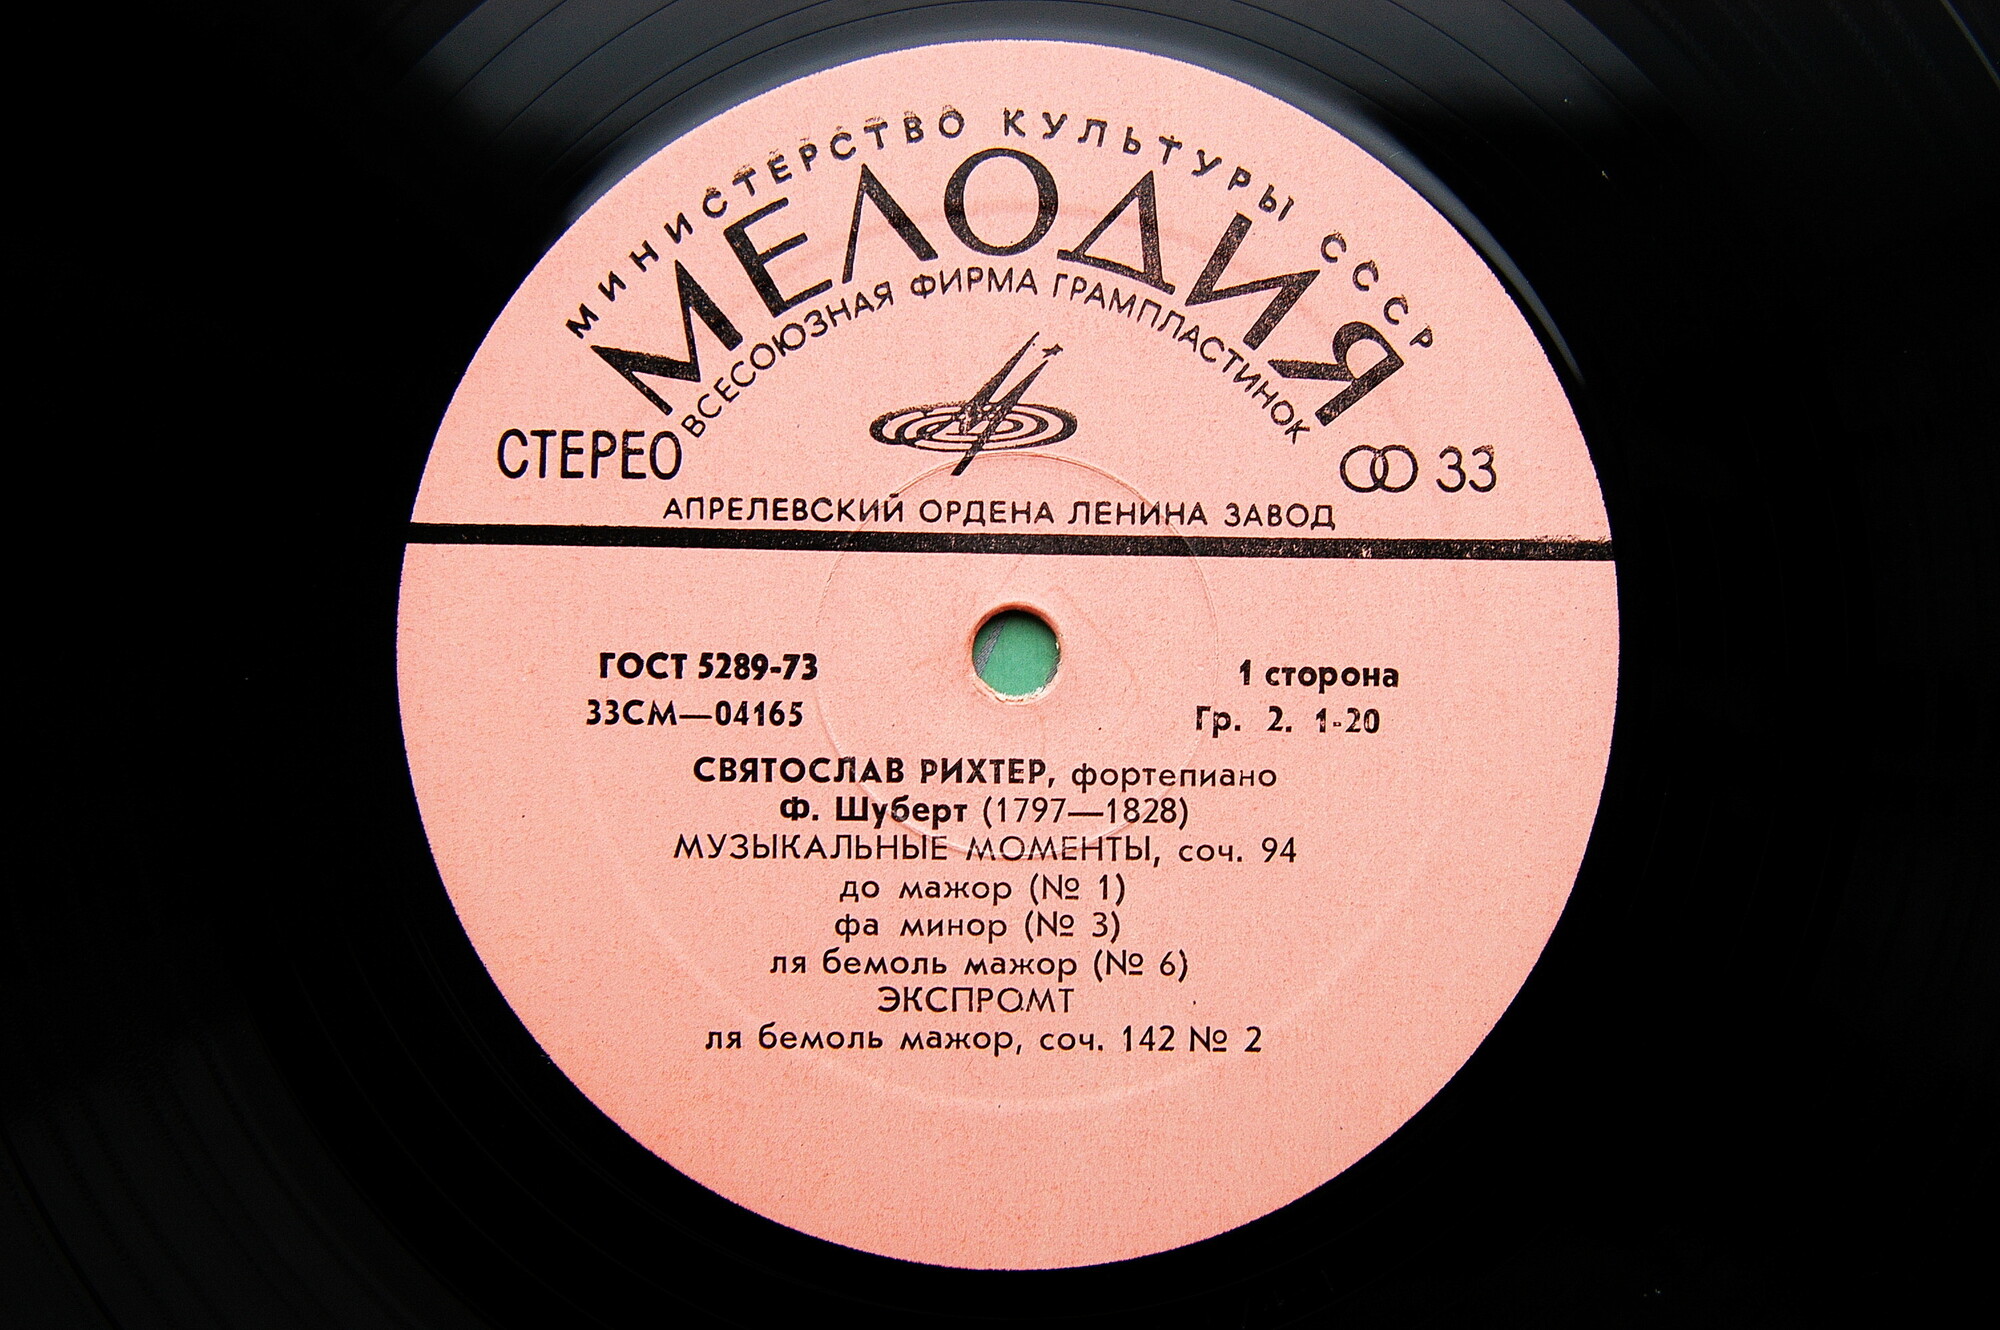 МИНИСТЕРСТВО КУЛЬТУРЫ СССР
МЕЛОДИЯ
ВСЕСОЮЗНАЯ ФИРМА ГРАМПЛАСТИНОК
СТЕРЕО
33
АПРЕЛЕВСКИЙ ОРДЕНА ЛЕНИНА ЗАВОД
ГОСТ 5289-73
1 сторона
33СМ—04165
Гр. 2. 1-20
СВЯТОСЛАВ РИХТЕР, фортепиано
Ф. Шуберт (1797—1828)
МУЗЫКАЛЬНЫЕ МОМЕНТЫ, соч. 94
до мажор (№ 1)
фа минор (№ 3)
ля бемоль мажор (№ 6)
ЭКСПРОМТ
ля бемоль мажор, соч. 142 № 2